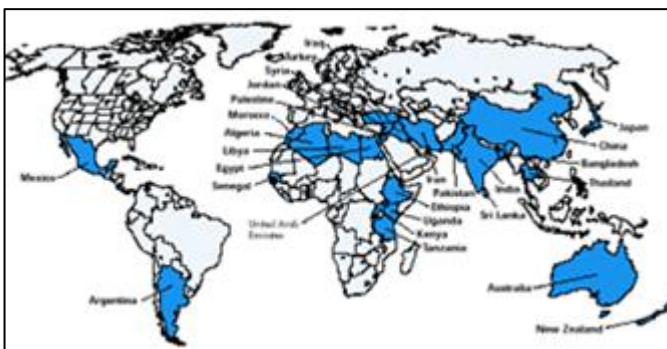 Iraq
Turkey
Syria
Jordan
Palestine
Morocco
Algeria
Libya
Egypt
Senegal
United Arab
Emirates
Mexico
Argentina
Iran
Pakistan
India
Sri Lanka
Ethiopia
Uganda
Kenya
Tanzania
Japan
China
Bangladesh
Thailand
Australia
New Zealand